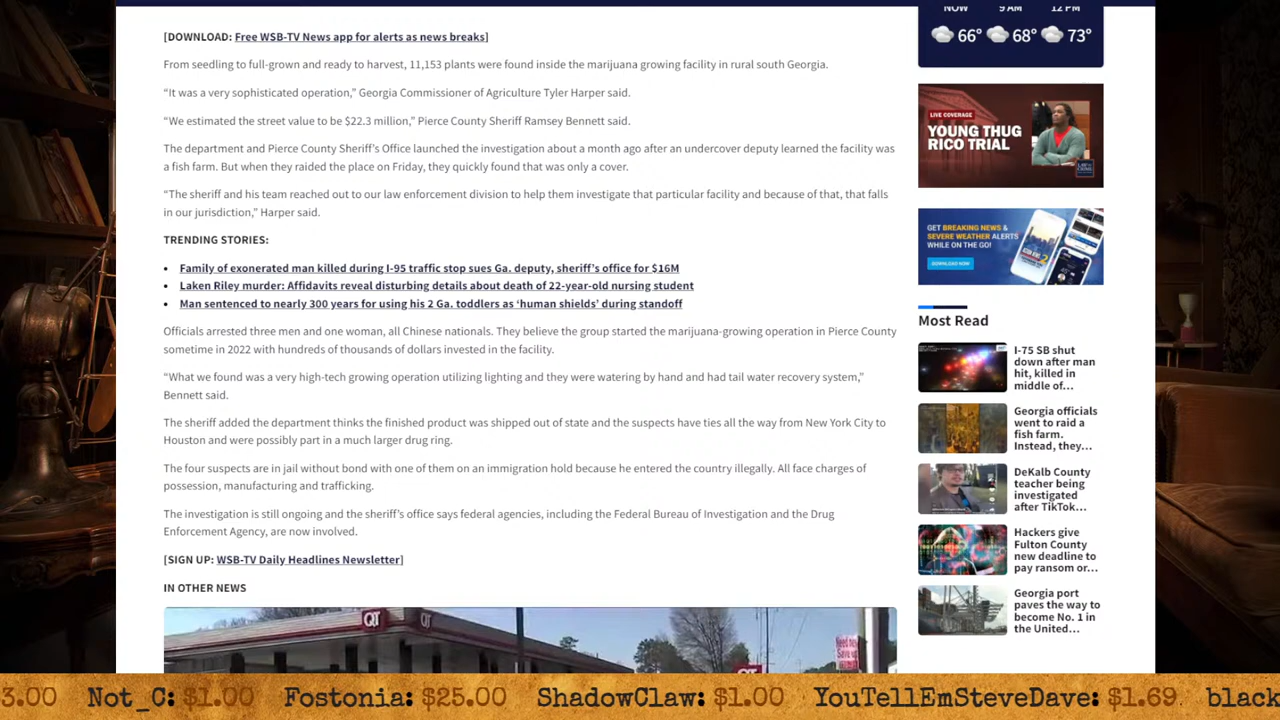 NOW 9 AM 12 PM
66° 68° 73°
[DOWNLOAD: Free WSB-TV News app for alerts as news breaks]
From seedling to full-grown and ready to harvest, 11,153 plants were found inside the marijuana growing facility in rural south Georgia.
“It was a very sophisticated operation,” Georgia Commissioner of Agriculture Tyler Harper said.
“We estimated the street value to be $22.3 million,” Pierce County Sheriff Ramsey Bennett said.
The department and Pierce County Sheriff’s Office launched the investigation about a month ago after an undercover deputy learned the facility was
a fish farm. But when they raided the place on Friday, they quickly found that was only a cover.
“The sheriff and his team reached out to our law enforcement division to help them investigate that particular facility and because of that, that falls
in our jurisdiction,” Harper said.
TRENDING STORIES:
• Family of exonerated man killed during I-95 traffic stop sues Ga. deputy, sheriff’s office for $16M
• Laken Riley murder: Affidavits reveal disturbing details about death of 22-year-old nursing student
• Man sentenced to nearly 300 years for using his 2 Ga. toddlers as ‘human shields’ during standoff
Officials arrested three men and one woman, all Chinese nationals. They believe the group started the marijuana-growing operation in Pierce County
sometime in 2022 with hundreds of thousands of dollars invested in the facility.
“What we found was a very high-tech growing operation utilizing lighting and they were watering by hand and had tail water recovery system,”
Bennett said.
The sheriff added the department thinks the finished product was shipped out of state and the suspects have ties all the way from New York City to
Houston and were possibly part in a much larger drug ring.
The four suspects are in jail without bond with one of them on an immigration hold because he entered the country illegally. All face charges of
possession, manufacturing and trafficking.
The investigation is still ongoing and the sheriff’s office says federal agencies, including the Federal Bureau of Investigation and the Drug
Enforcement Agency, are now involved.
[SIGN UP: WSB-TV Daily Headlines Newsletter]
IN OTHER NEWS
QT
LIVE COVERAGE
YOUNG THUG
RICO TRIAL
GET BREAKING NEWS &
SEVERE WEATHER ALERTS
WHILE ON THE GO!
DOWNLOAD NOW
Most Read
I-75 SB shut
down after man
hit, killed in
middle of...
Georgia officials
went to raid a
fish farm.
Instead, they...
DeKalb County
teacher being
investigated
after TikTok...
Hackers give
Fulton County
new deadline to
pay ransom or...
Georgia port
paves the way to
become No. 1 in
the United...
3.00 Not_C: $1.00 Fostonia: $25.00 ShadowClaw: $1.00 YouTellEmSteveDave: $1.69 black